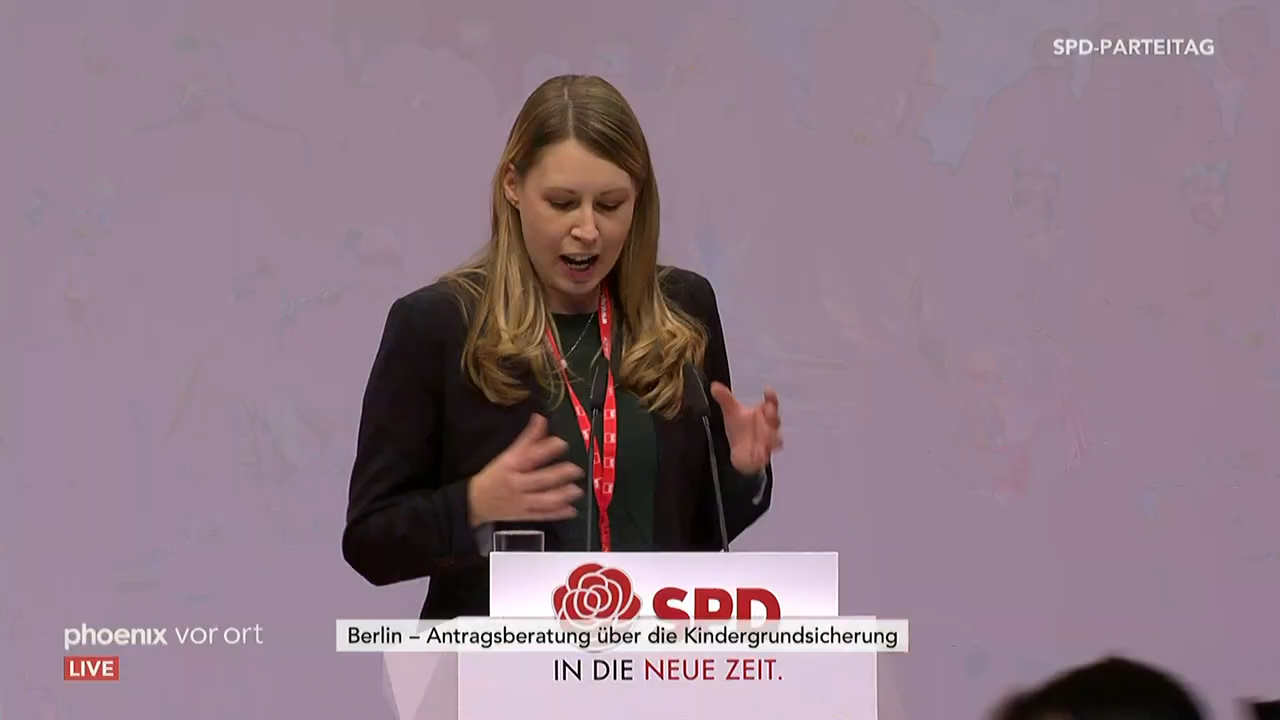 SPD-PARTEITAG
SPD
phoenix vor ort
Berlin – Antragsberatung über die Kindergrundsicherung
LIVE
IN DIE NEUE ZEIT.